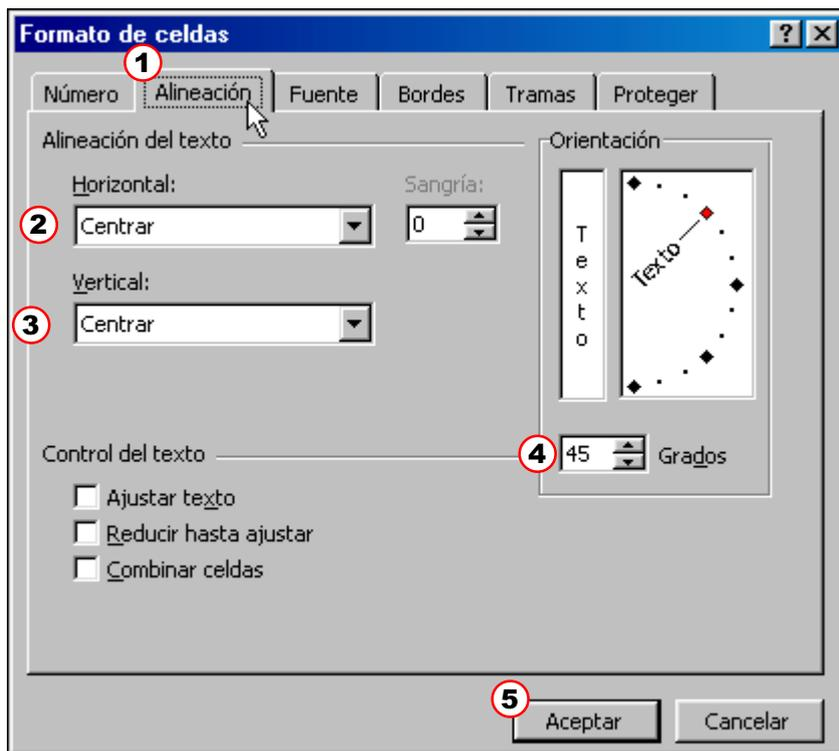 Formato de celdas
1
Número Alineación Fuente Bordes Tramas Proteger
Alineación del texto
Horizontal: Sangría:
2 Centrar 0
Vertical:
3 Centrar
Orientación
Texto
Texto
4 45 Grados
Control del texto
Ajustar texto
Reducir hasta ajustar
Combinar celdas
5
Aceptar Cancelar